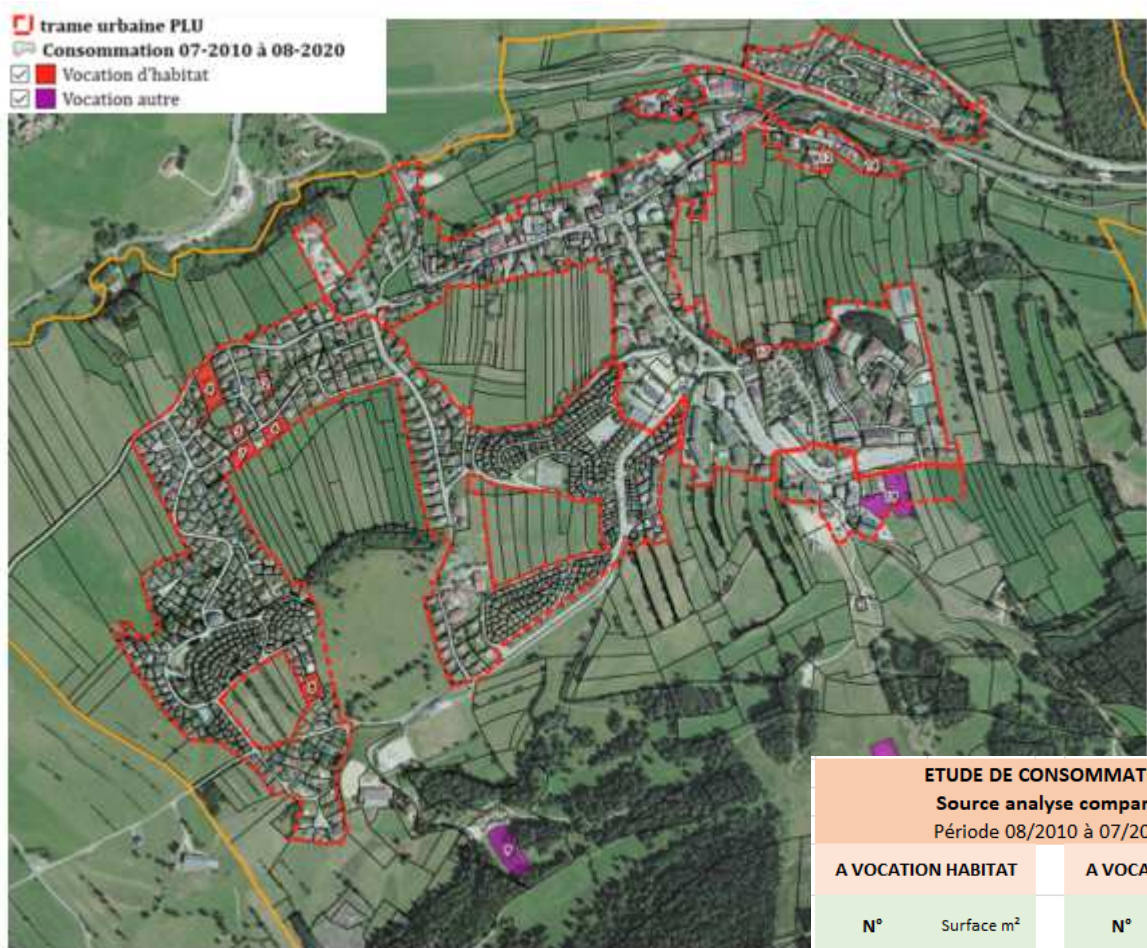 trame urbaine PLU
Consommation 07-2010 à 08-2020
Vocation d'habitat
Vocation autre
ETUDE DE CONSOMMAT
Source analyse compar
Période 08/2010 à 07/20
A VOCATION HABITAT
A VOCA
N°
Surface m²
N°